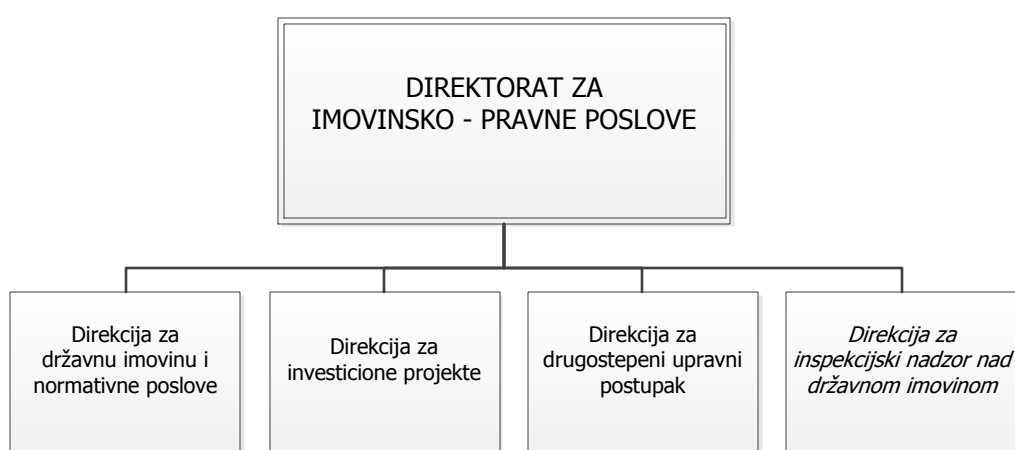 DIREKTORAT ZA
IMOVINSKO - PRAVNE POSLOVE
Direkcija za
državnu imovinu i
normativne poslove
Direkcija za
investicione projekte
Direkcija za
drugostepeni upravni
postupak
Direkcija za
inspekcijski nadzor nad
državnom imovinom